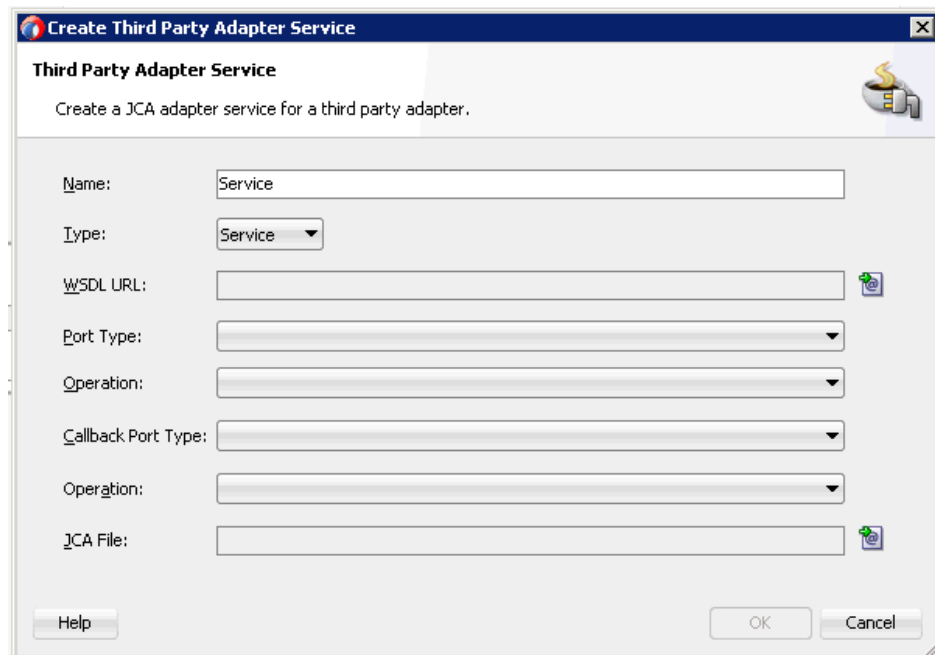 Create Third Party Adapter Service
Third Party Adapter Service
Create a JCA adapter service for a third party adapter.
Name: Service
Type: Service
WSDL URL:
Port Type:
Operation:
Callback Port Type:
Operation:
JCA File:
Help OK Cancel